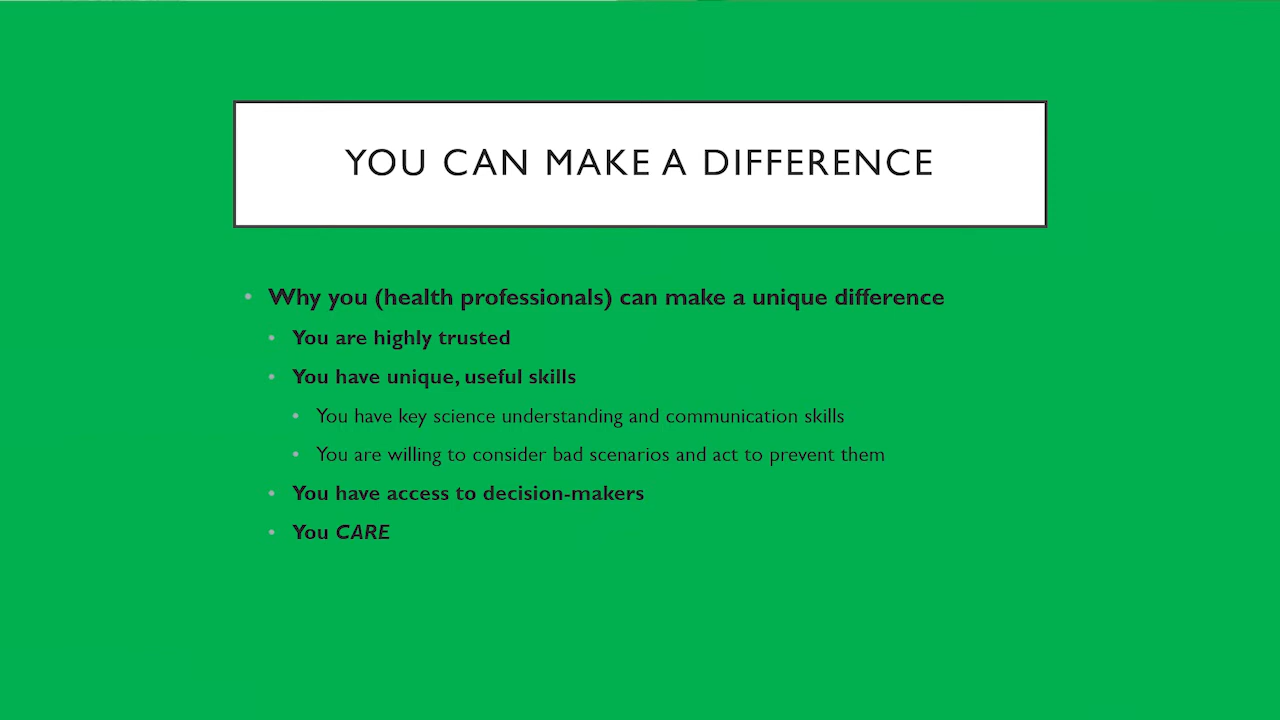 YOU CAN MAKE A DIFFERENCE
• Why you (health professionals) can make a unique difference
• You are highly trusted
• You have unique, useful skills
• You have key science understanding and communication skills
• You are willing to consider bad scenarios and act to prevent them
• You have access to decision-makers
• You CARE